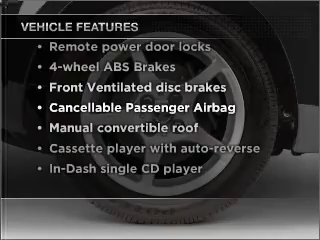 VEHICLE FEATURES
• Remote power door locks
• 4-wheel ABS Brakes
• Front Ventilated disc brakes
• Cancellable Passenger Airbag
• Manual convertible roof
• Cassette player with auto-reverse
• In-Dash single CD player